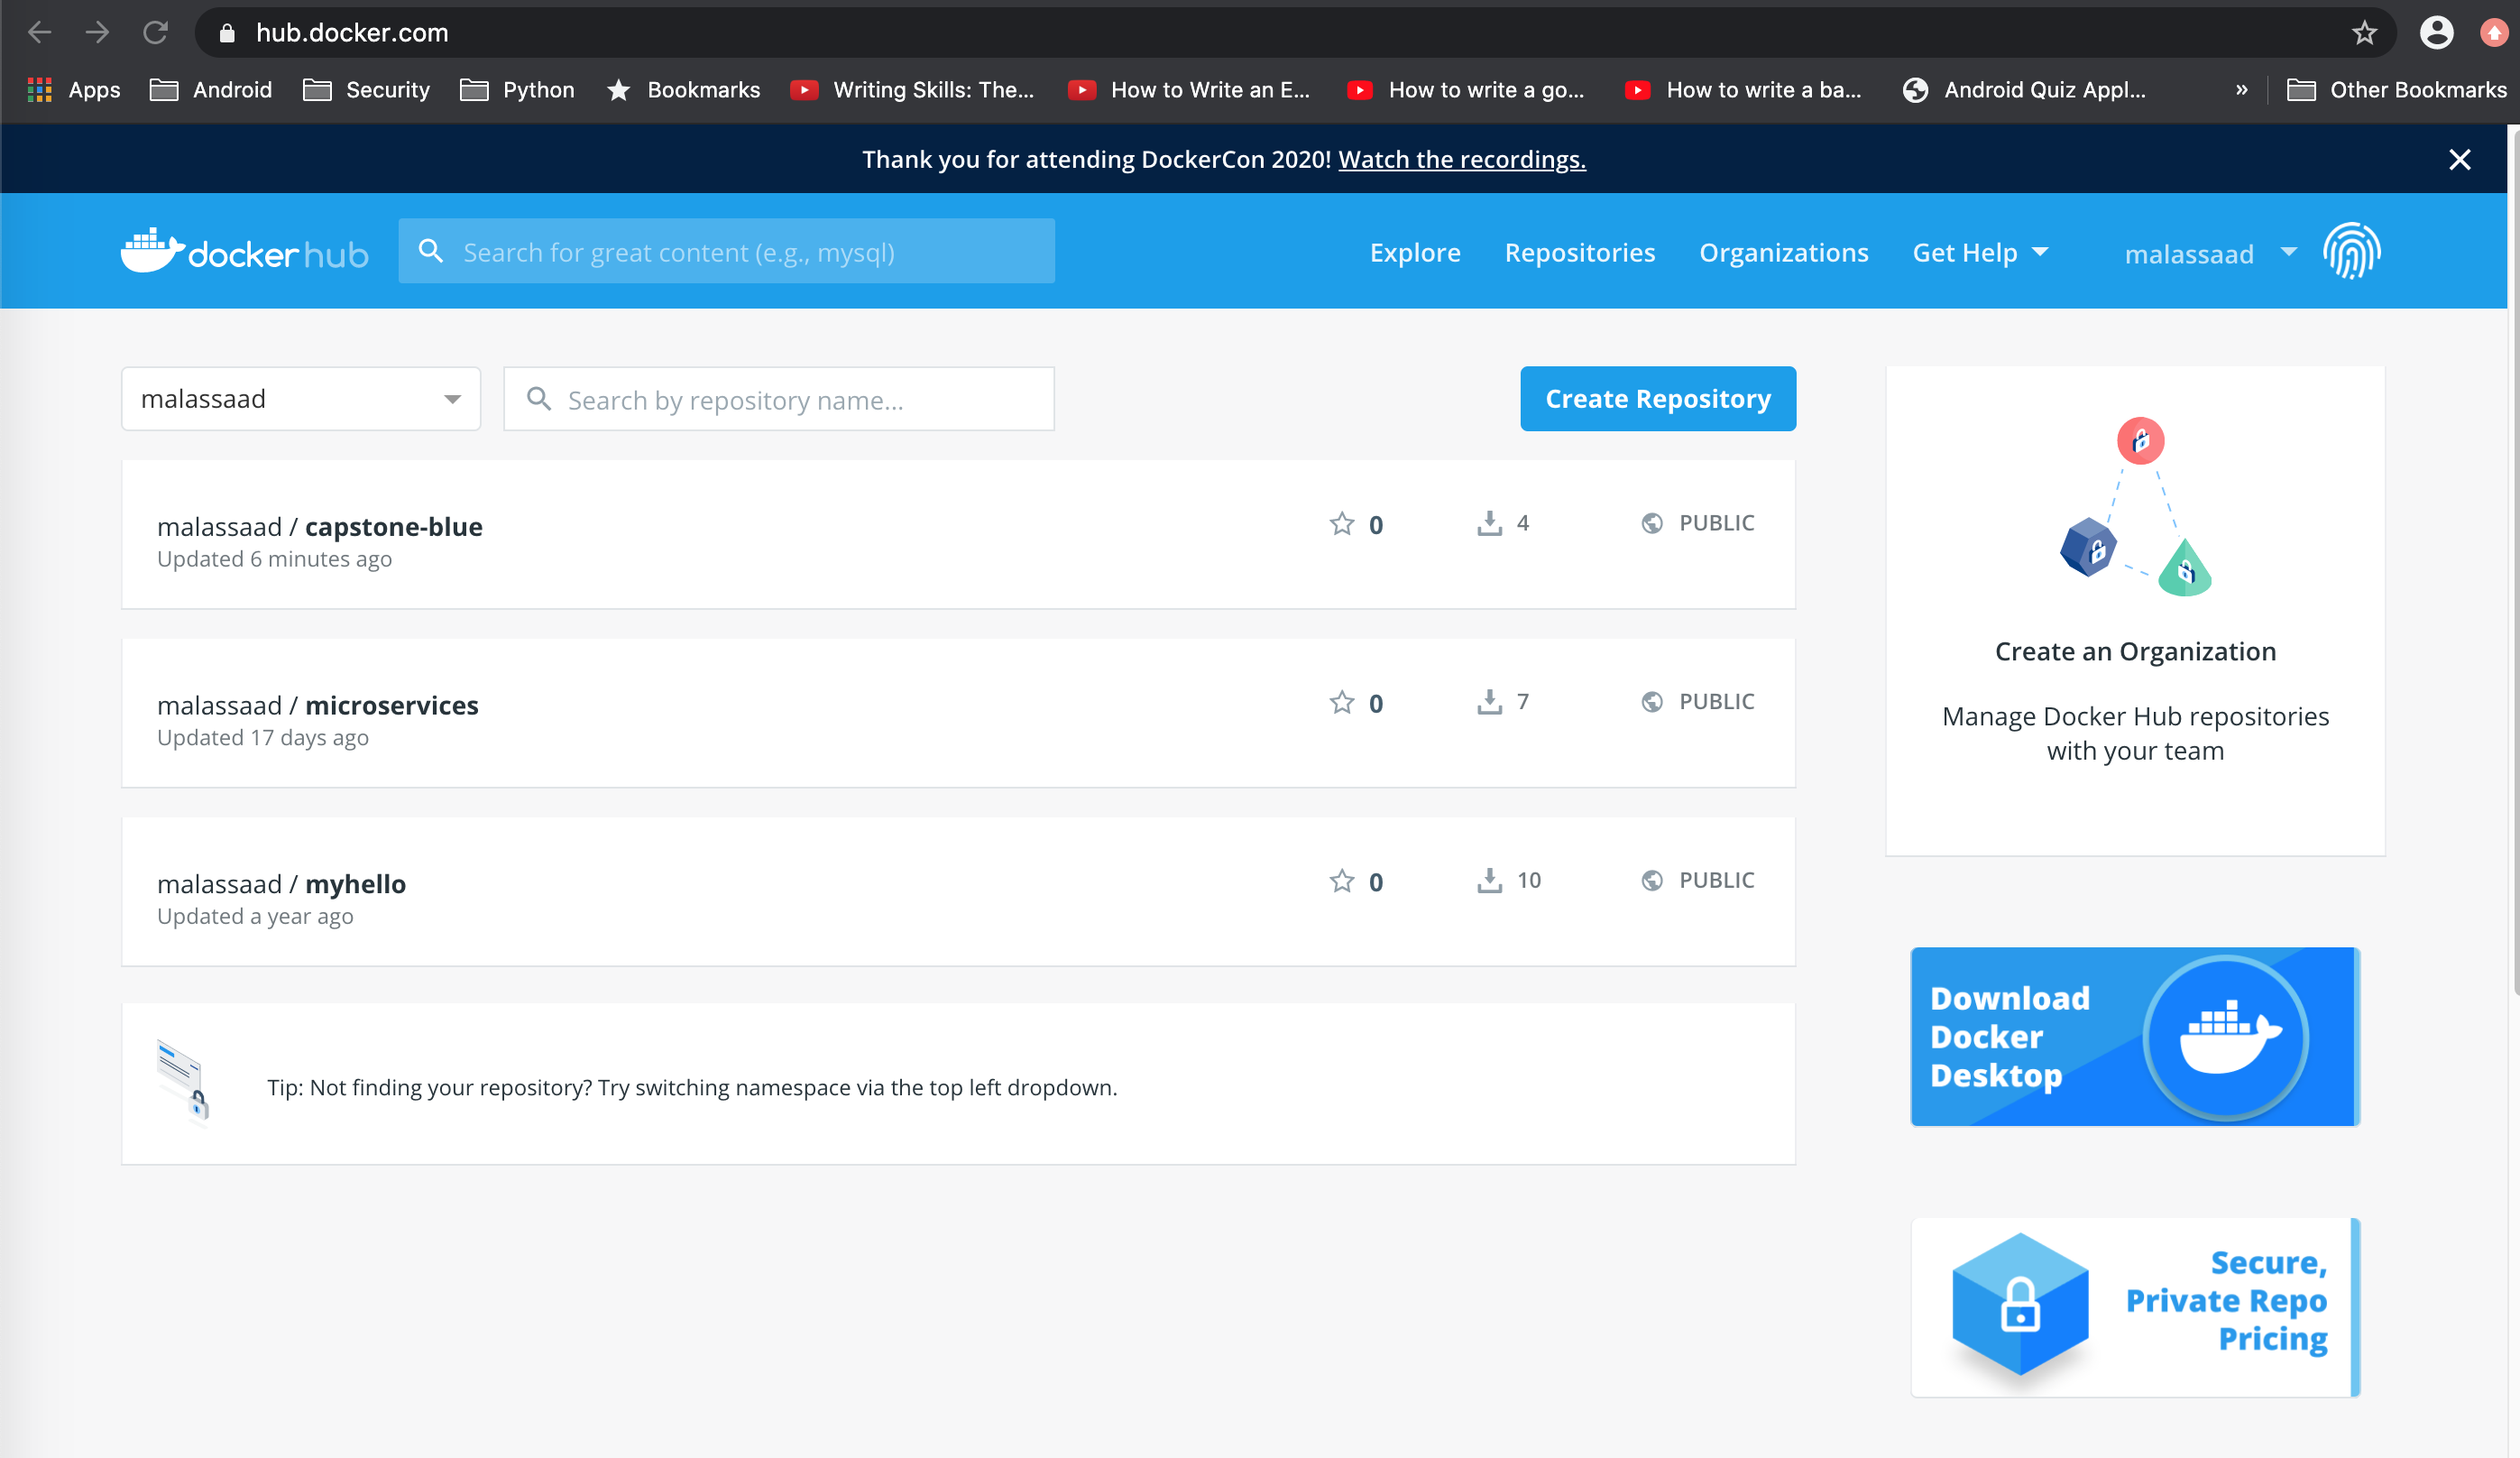 hub.docker.com
Apps Android Security Python Bookmarks Writing Skills: The... How to Write an E... How to write a go... How to write a ba... Android Quiz Appl... » Other Bookmarks
Thank you for attending DockerCon 2020! Watch the recordings.
docker hub Search for great content (e.g., mysql) Explore Repositories Organizations Get Help malassaad
malassaad Search by repository name... Create Repository
malassaad / capstone-blue 0 4 PUBLIC
Updated 6 minutes ago
malassaad / microservices 0 7 PUBLIC
Updated 17 days ago
malassaad / myhello 0 10 PUBLIC
Updated a year ago
Tip: Not finding your repository? Try switching namespace via the top left dropdown.
Create an Organization
Manage Docker Hub repositories
with your team
Download
Docker
Desktop
Secure,
Private Repo
Pricing